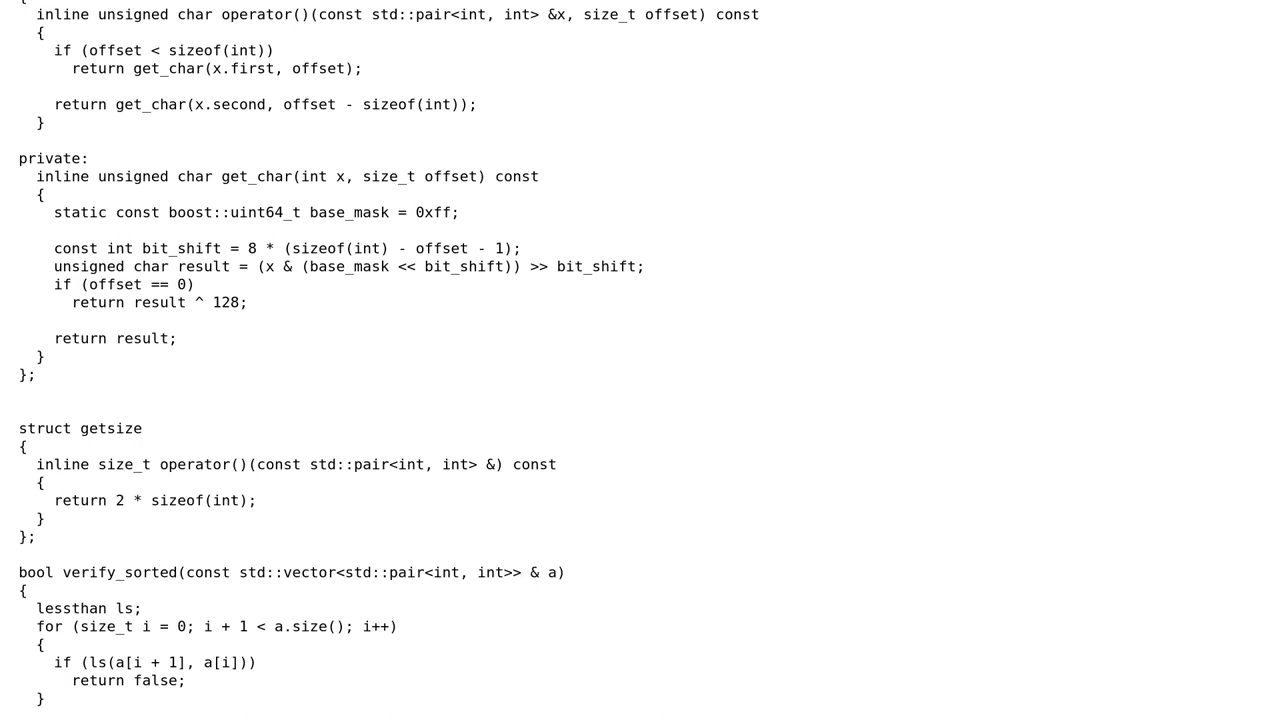 {
  inline unsigned char operator()(const std::pair<int, int> &x, size_t offset) const
  {
    if (offset < sizeof(int))
      return get_char(x.first, offset);

    return get_char(x.second, offset - sizeof(int));
  }

private:
  inline unsigned char get_char(int x, size_t offset) const
  {
    static const boost::uint64_t base_mask = 0xff;

    const int bit_shift = 8 * (sizeof(int) - offset - 1);
    unsigned char result = (x & (base_mask << bit_shift)) >> bit_shift;
    if (offset == 0)
      return result ^ 128;

    return result;
  }
};


struct getsize
{
  inline size_t operator()(const std::pair<int, int> &) const
  {
    return 2 * sizeof(int);
  }
};

bool verify_sorted(const std::vector<std::pair<int, int>> & a)
{
  lessthan ls;
  for (size_t i = 0; i + 1 < a.size(); i++)
  {
    if (ls(a[i + 1], a[i]))
      return false;
  }